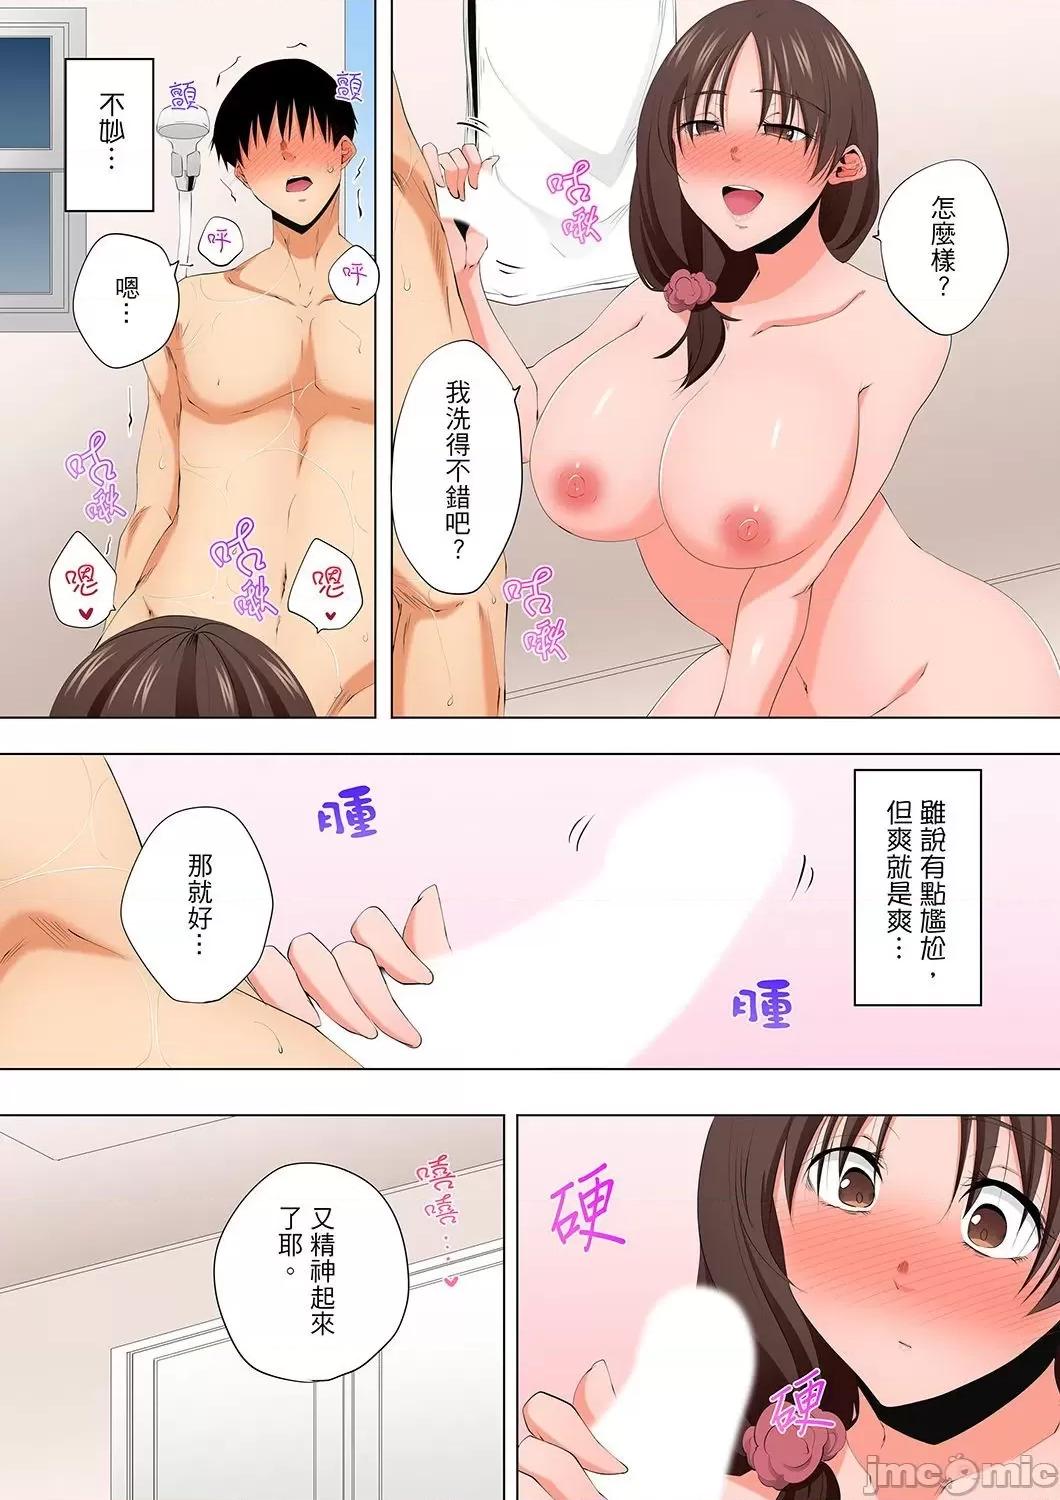 怎麼樣？
咕啾
我洗得不錯吧？
咕啾
不妙…
顫
顫
呼
呼
嗯…
咕啾
咕啾
嗯♥
嗯♥
雖說有點尷尬，
但爽就是爽…
腫
腫
那就好…
硬
硬
嘻嘻…♥
又精神起來
了耶。
jmcomic